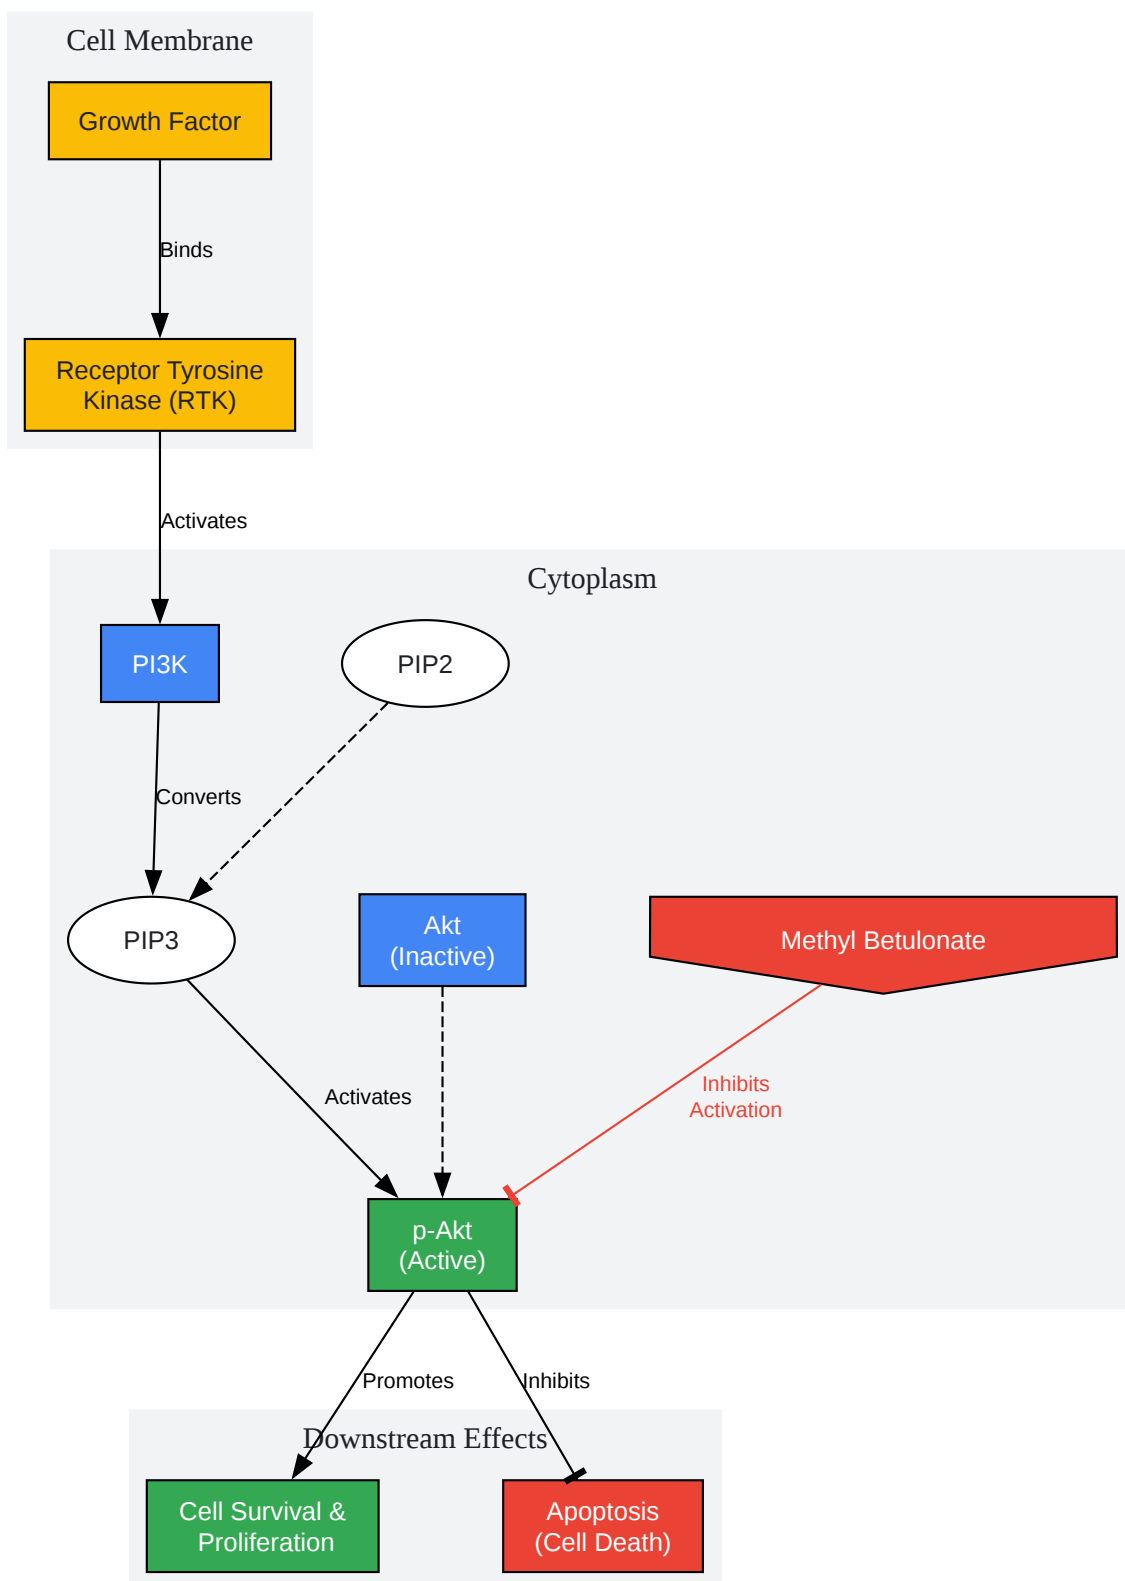 Cell Membrane
Growth Factor
Binds
Receptor Tyrosine
Kinase (RTK)
Activates
Cytoplasm
PI3K
PIP2
Converts
PIP3
Akt
(Inactive)
Methyl Betulonate
Activates
Inhibits
Activation
p-Akt
(Active)
Promotes
Inhibits
Downstream Effects
Cell Survival &
Proliferation
Apoptosis
(Cell Death)